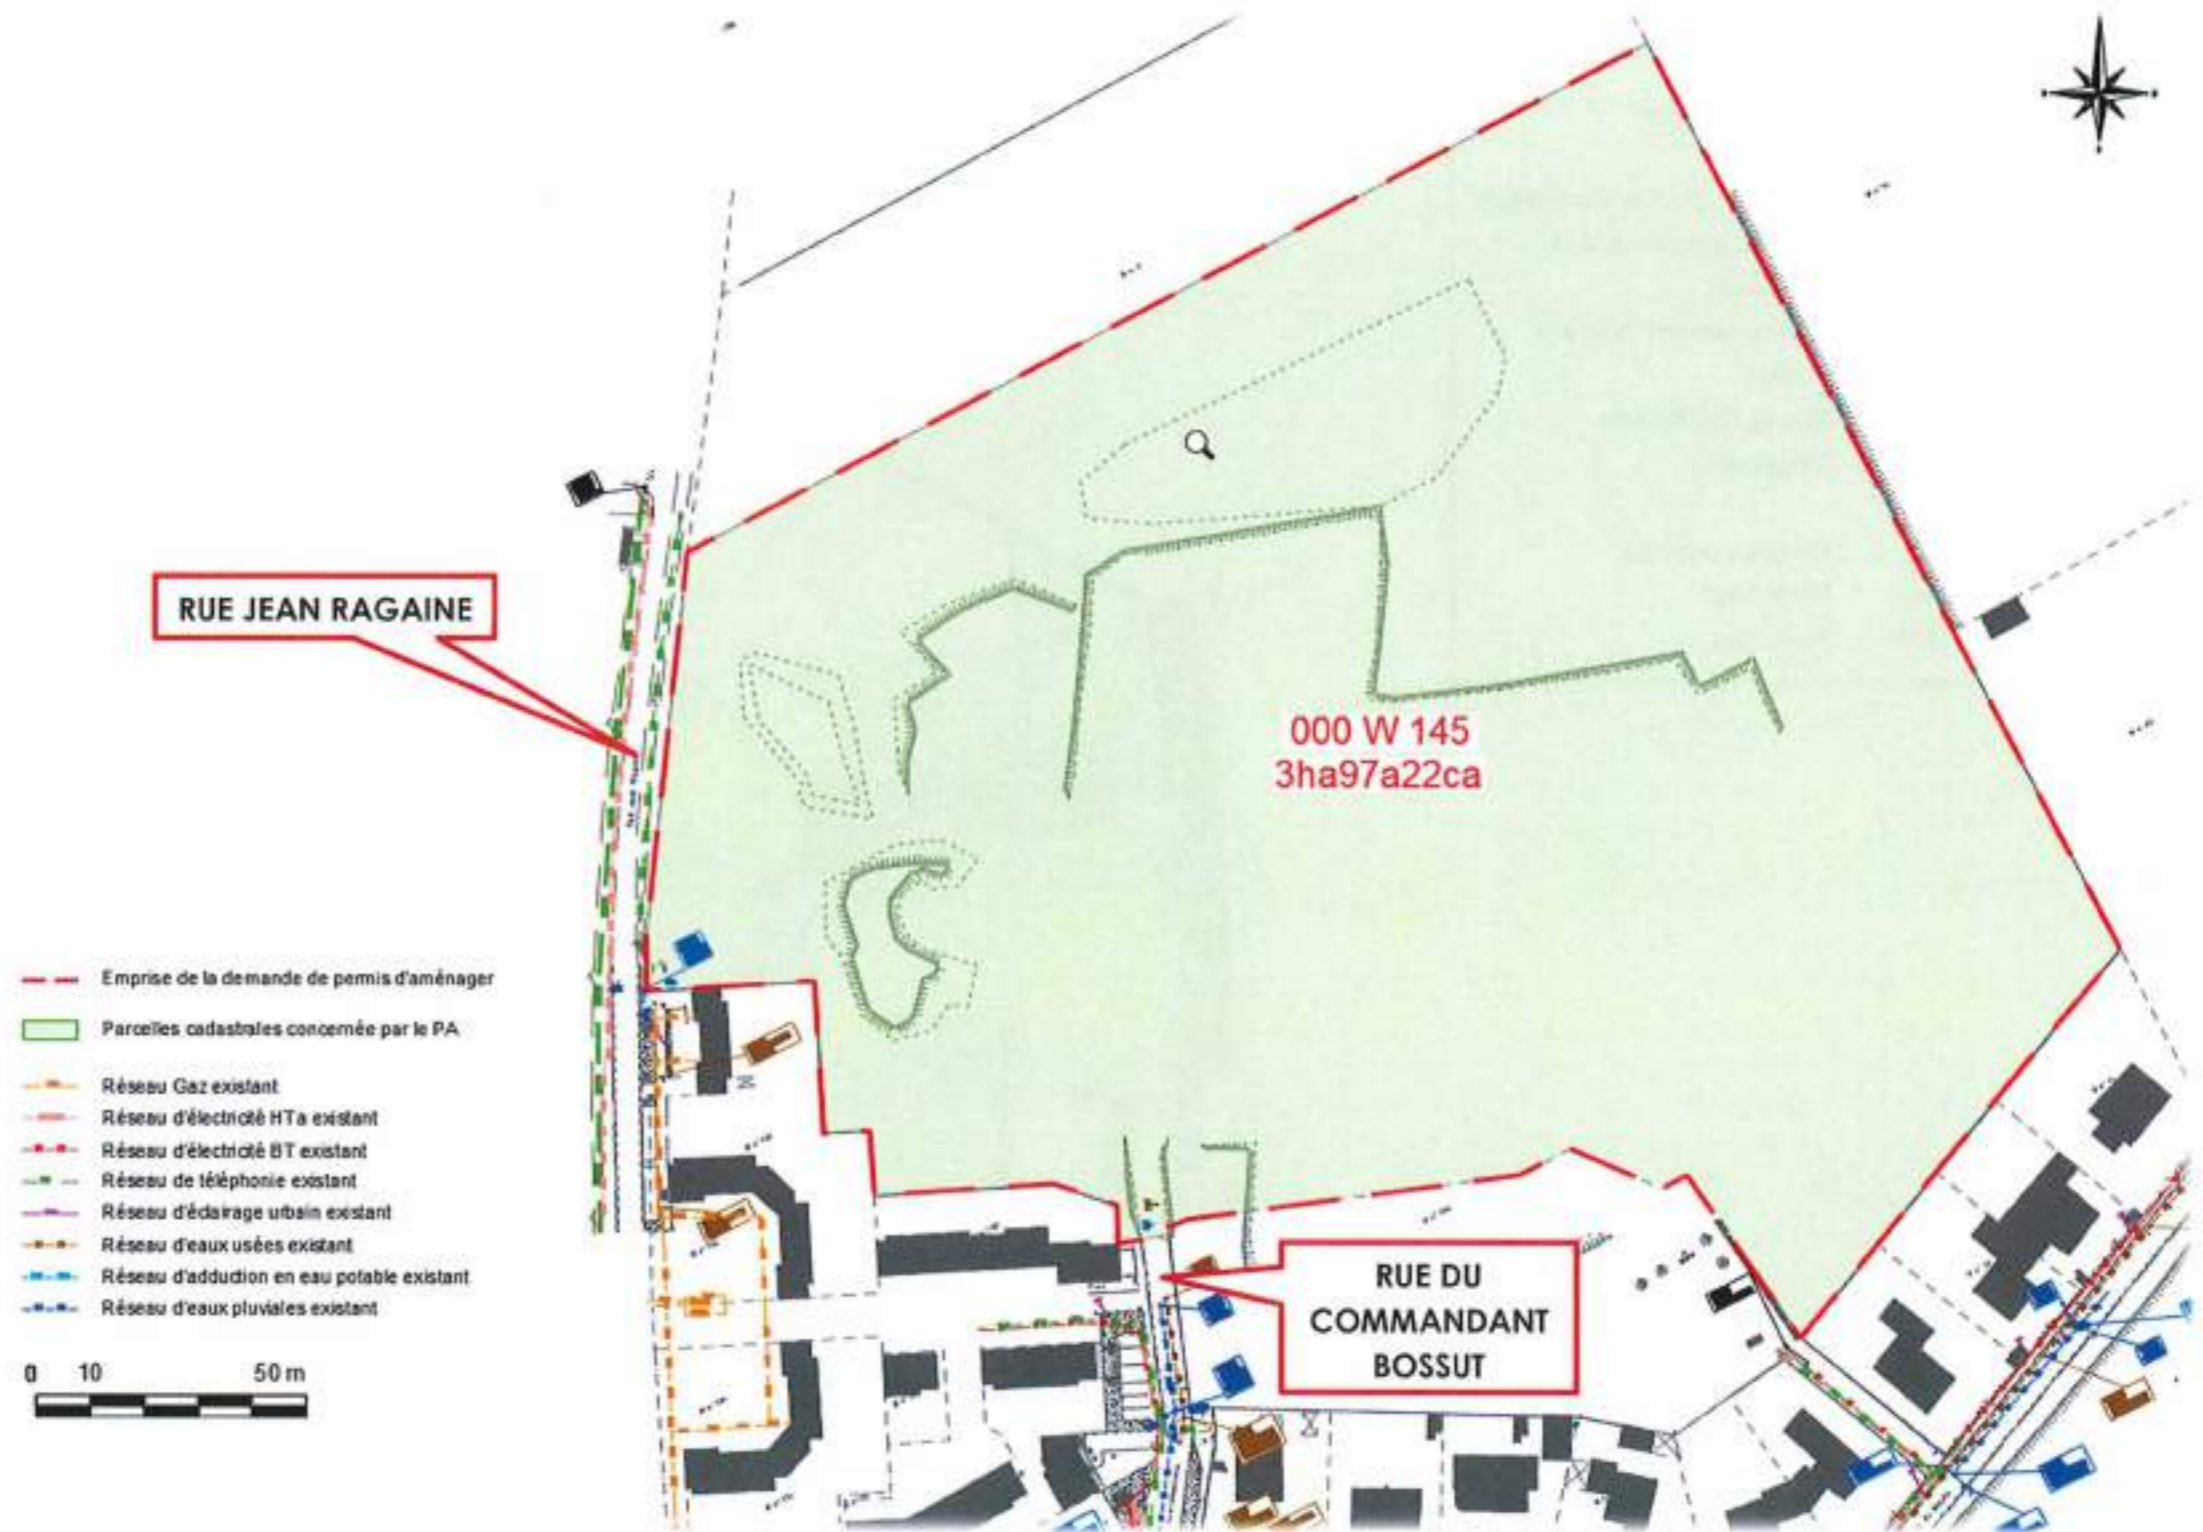 RUE JEAN RAGAINE
000 W 145
3ha97a22ca
Emprise de la demande de permis d'aménager
Parcelles cadastrales concernée par le PA
Réseau Gaz existant
Réseau d'électricité HTa existant
Réseau d'électricité BT existant
Réseau de téléphonie existant
Réseau d'éclairage urbain existant
Réseau d'eaux usées existant
Réseau d'adduction en eau potable existant
Réseau d'eaux pluviales existant
0 10 50 m
RUE DU
COMMANDANT
BOSSUT